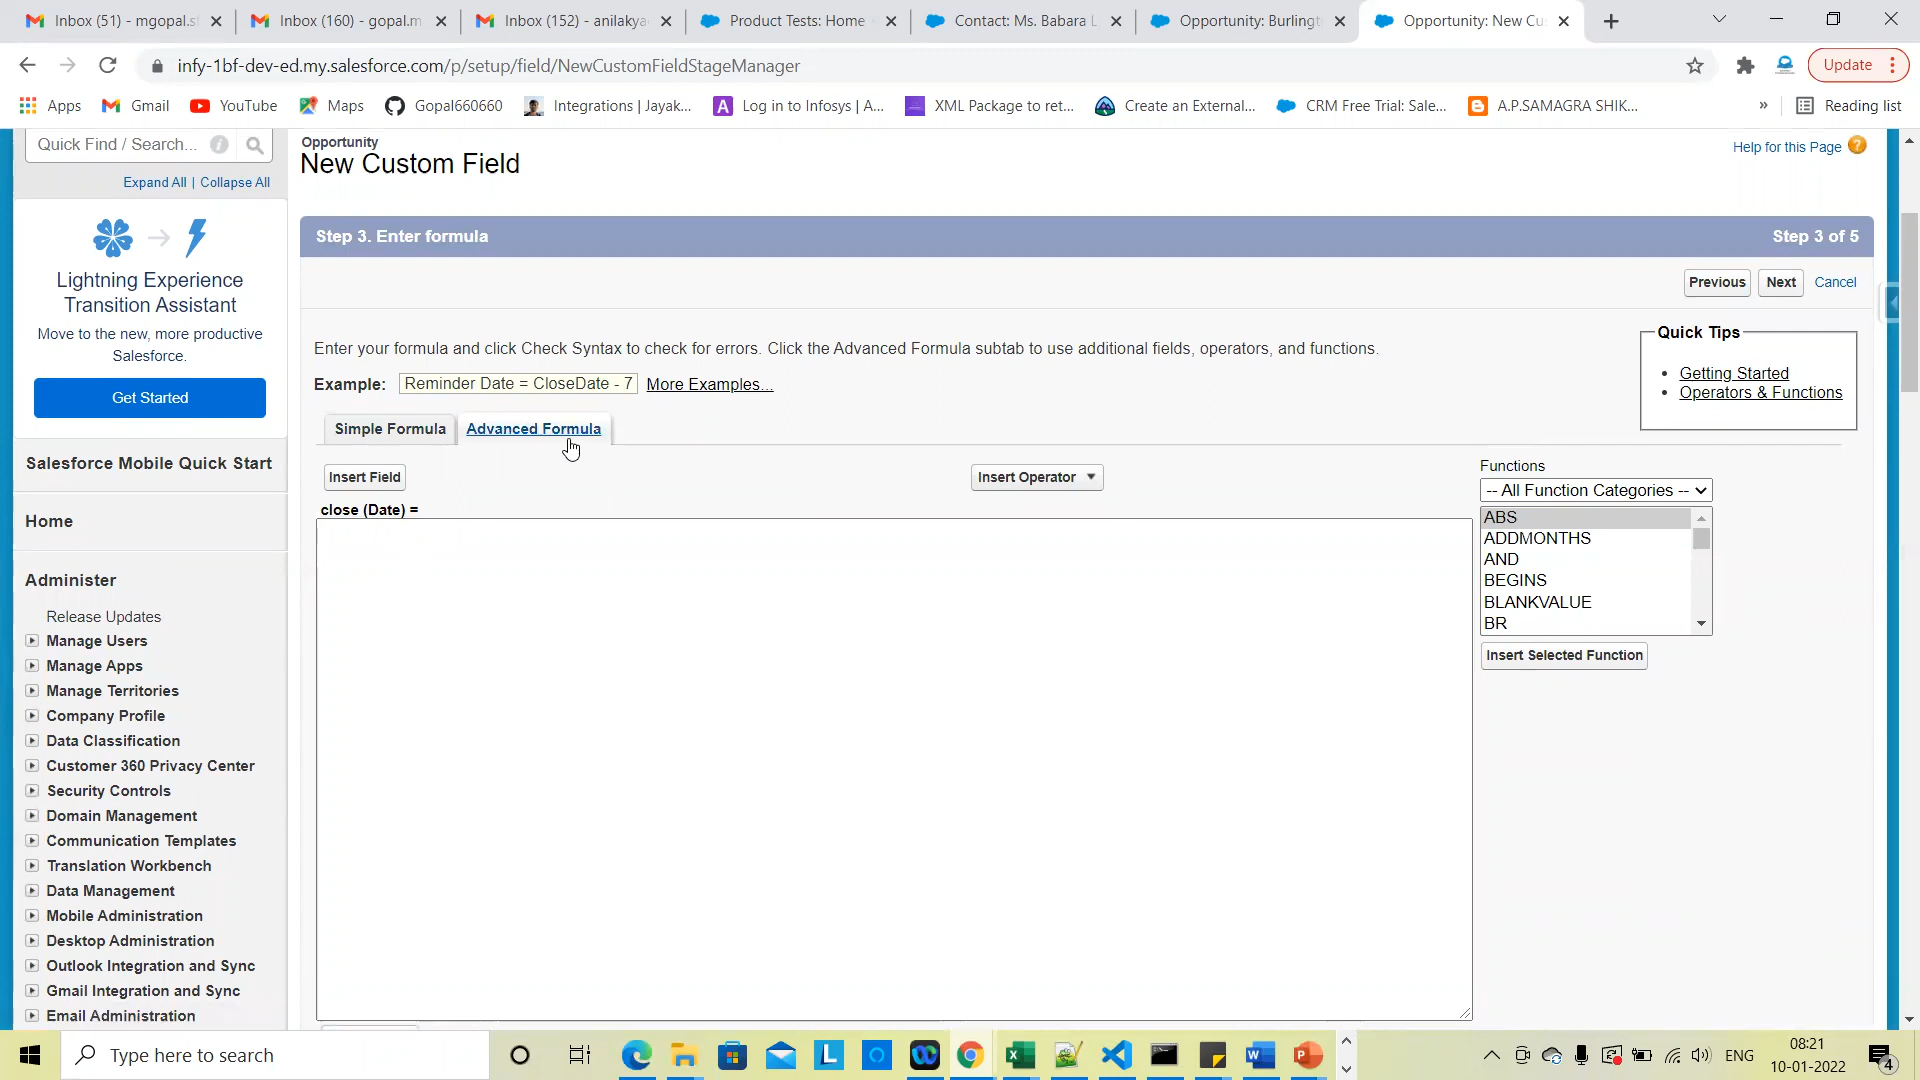 Inbox (51) - mgopal.sf
Inbox (160) - gopal.m
Inbox (152) - anilakya
Product Tests: Home
Contact: Ms. Babara L
Opportunity: Burlingt
Opportunity: New Cu
infy-1bf-dev-ed.my.salesforce.com/p/setup/field/NewCustomFieldStageManager
Update
Apps
Gmail
YouTube
Maps
Gopal660060
Integrations | Jayak...
Log in to Infosys | A...
XML Package to ret...
Create an External...
CRM Free Trial: Sale...
A.P.SAMAGRA SHIK...
»
Reading list
Quick Find / Search...
Expand All | Collapse All
Lightning Experience
Transition Assistant
Move to the new, more productive
Salesforce.
Get Started
Salesforce Mobile Quick Start
Home
Administer
Release Updates
Manage Users
Manage Apps
Manage Territories
Company Profile
Data Classification
Customer 360 Privacy Center
Security Controls
Domain Management
Communication Templates
Translation Workbench
Data Management
Mobile Administration
Desktop Administration
Outlook Integration and Sync
Gmail Integration and Sync
Email Administration
Opportunity
New Custom Field
Help for this Page
Step 3. Enter formula
Step 3 of 5
Previous
Next
Cancel
Enter your formula and click Check Syntax to check for errors. Click the Advanced Formula subtab to use additional fields, operators, and functions.
Example: Reminder Date = CloseDate - 7 More Examples...
Quick Tips
Getting Started
Operators & Functions
Simple Formula
Advanced Formula
Insert Field
Insert Operator
close (Date) =
Functions
-- All Function Categories --
ABS
ADDMONTHS
AND
BEGINS
BLANKVALUE
BR
Insert Selected Function
Type here to search
ENG
08:21
10-01-2022
4